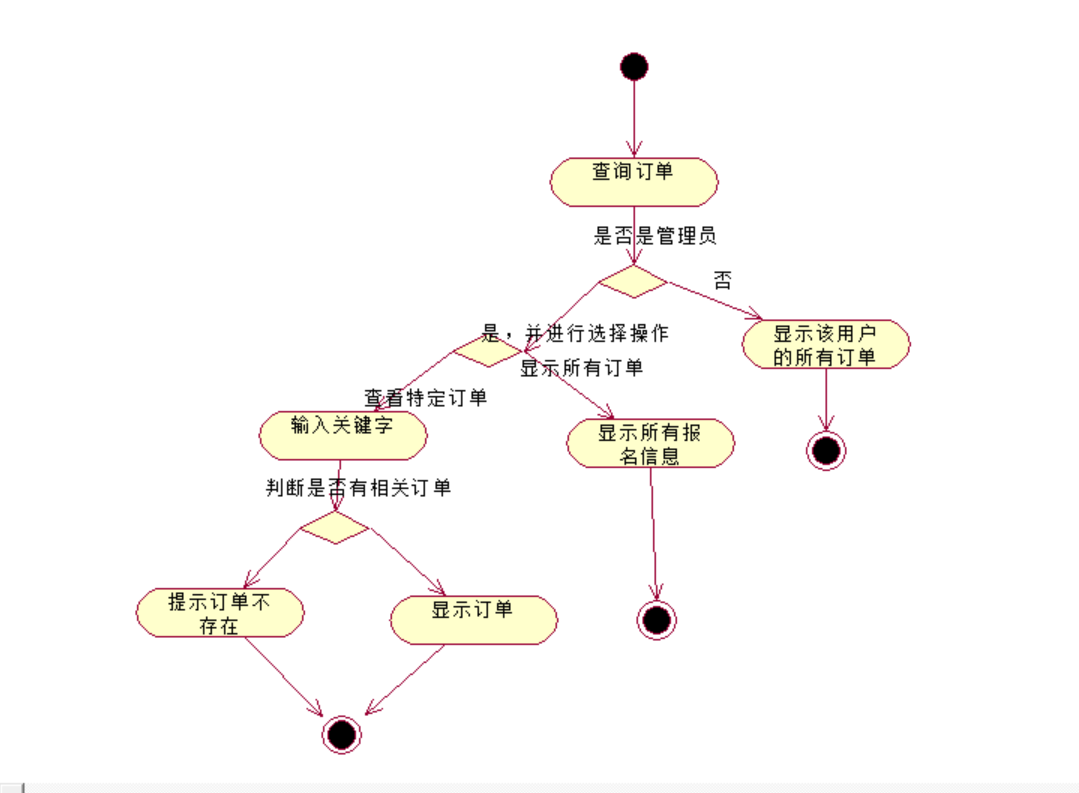 查询订单
是否是管理员
否
是，并进行选择操作
显示该用户
的所有订单
显示所有订单
查看特定订单
输入关键字
显示所有报
名信息
判断是否有相关订单
提示订单不
存在
显示订单